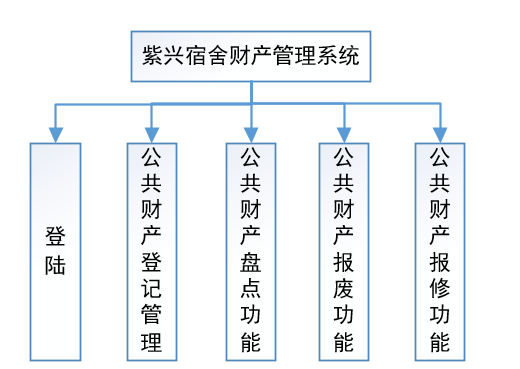 紫兴宿舍财产管理系统
登陆
公共财产登记管理
公共财产盘点功能
公共财产报废功能
公共财产报修功能